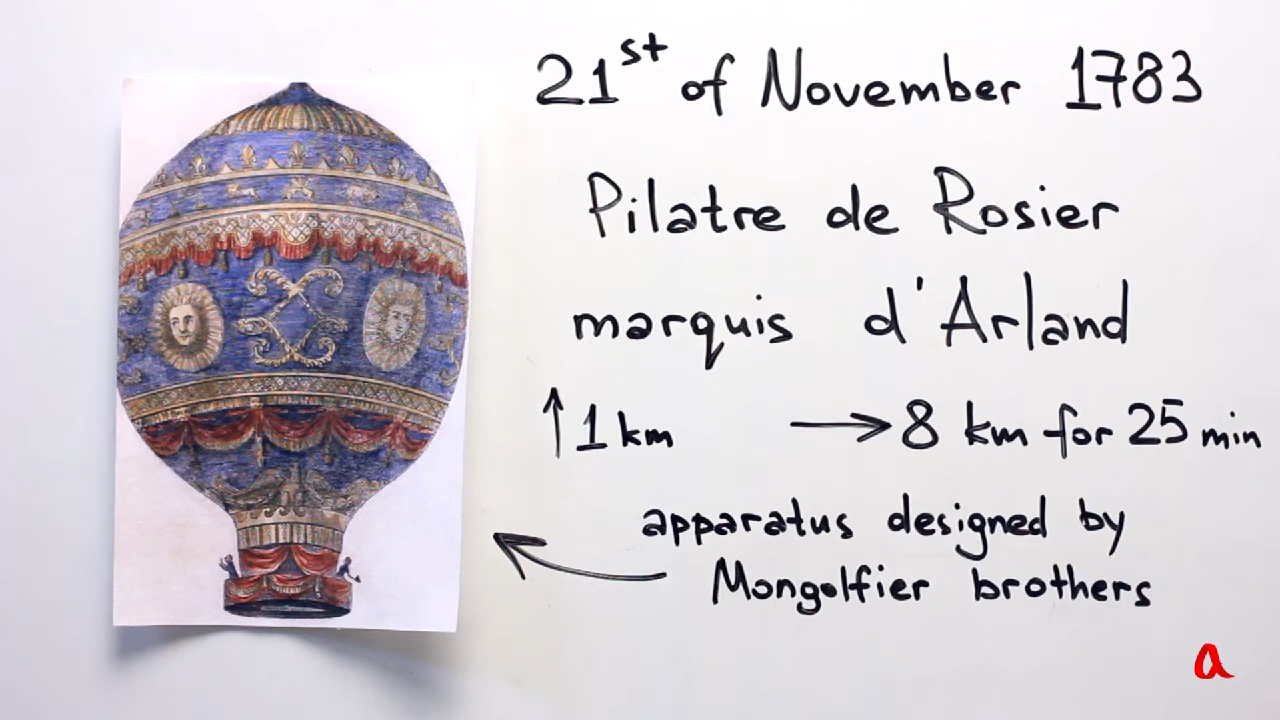 21st of November 1783
Pilatre de Rosier
marquis d'Arland
↑ 1 km → 8 km for 25 min
apparatus designed by
Mongolfier brothers
a